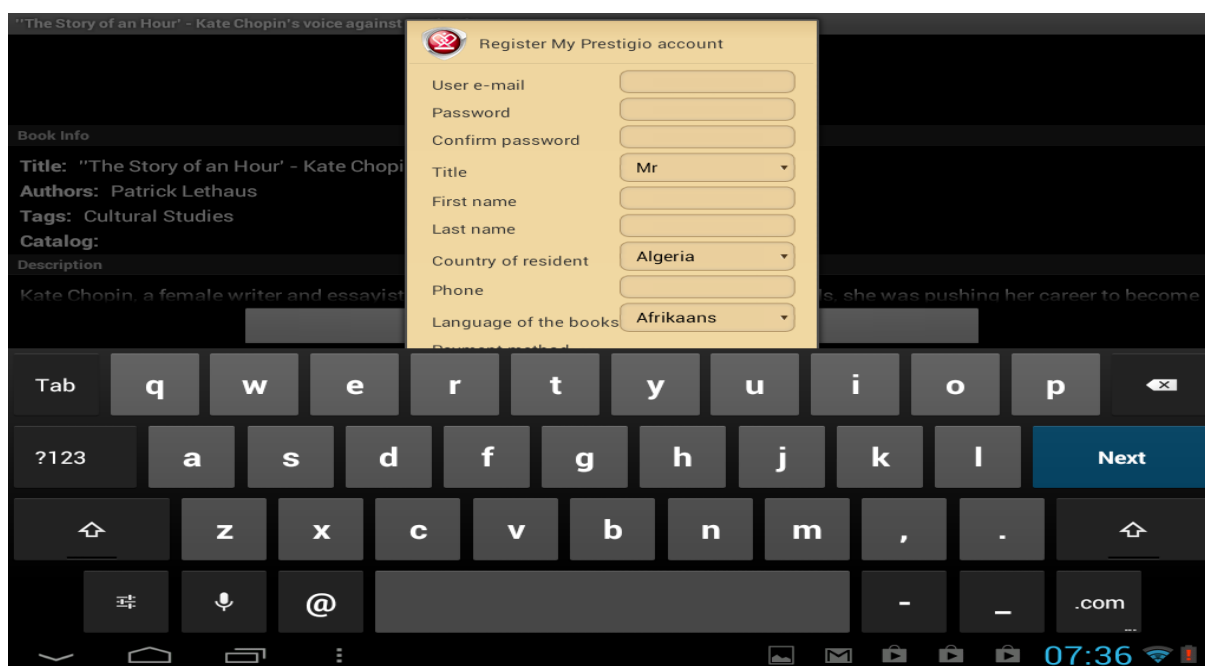 ''The Story of an Hour' - Kate Chopin's voice against
Register My Prestigio account
User e-mail
Password
Confirm password
Title Mr
First name
Last name
Country of resident Algeria
Phone
Language of the books Afrikaans
Payment method
Book Info
Title: ''The Story of an Hour' - Kate Chopi
Authors: Patrick Lethaus
Tags: Cultural Studies
Catalog:
Description
Kate Chopin, a female writer and essayist s, she was pushing her career to become
Tab q w e r t y u i o p
?123 a s d f g h j k l Next
z x c v b n m , .
@ - _ .com
07:36